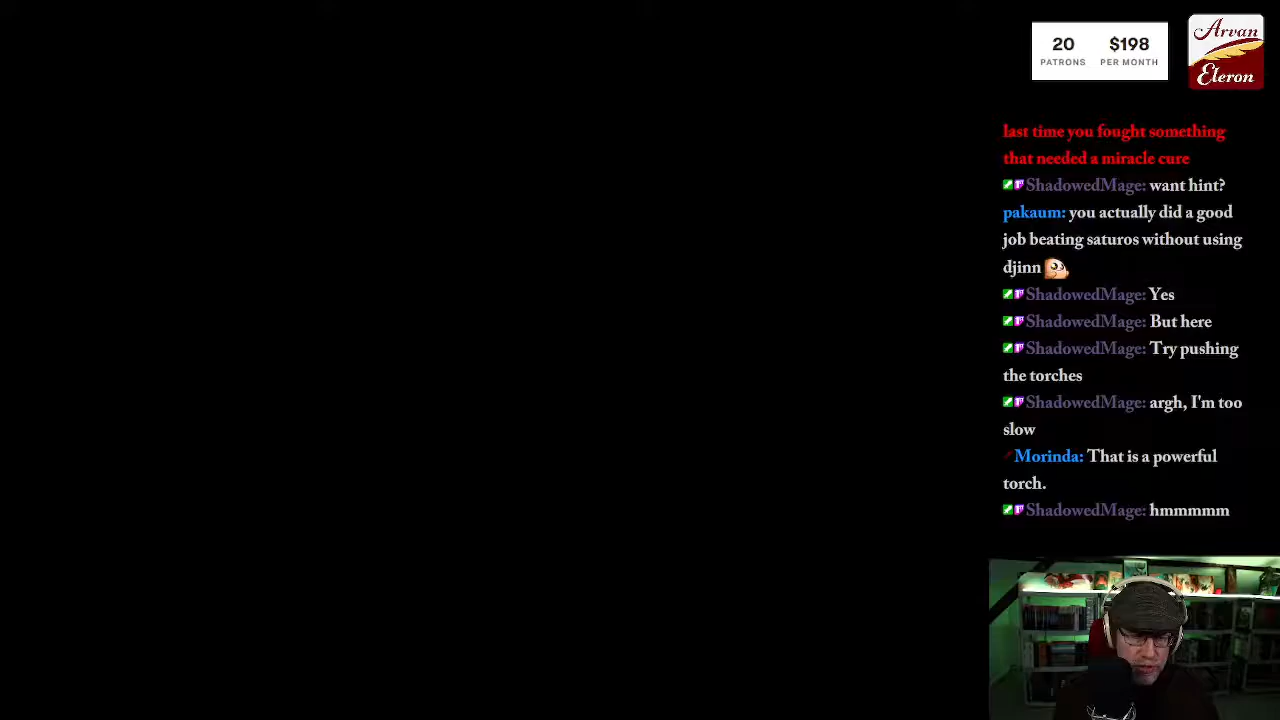 20 $198
PATRONS PER MONTH
Arvan
Eleron
last time you fought something
that needed a miracle cure
ShadowedMage: want hint?
pakaum: you actually did a good
job beating saturos without using
djinn
ShadowedMage: Yes
ShadowedMage: But here
ShadowedMage: Try pushing
the torches
ShadowedMage: argh, I'm too
slow
Morinda: That is a powerful
torch.
ShadowedMage: hmmmmm